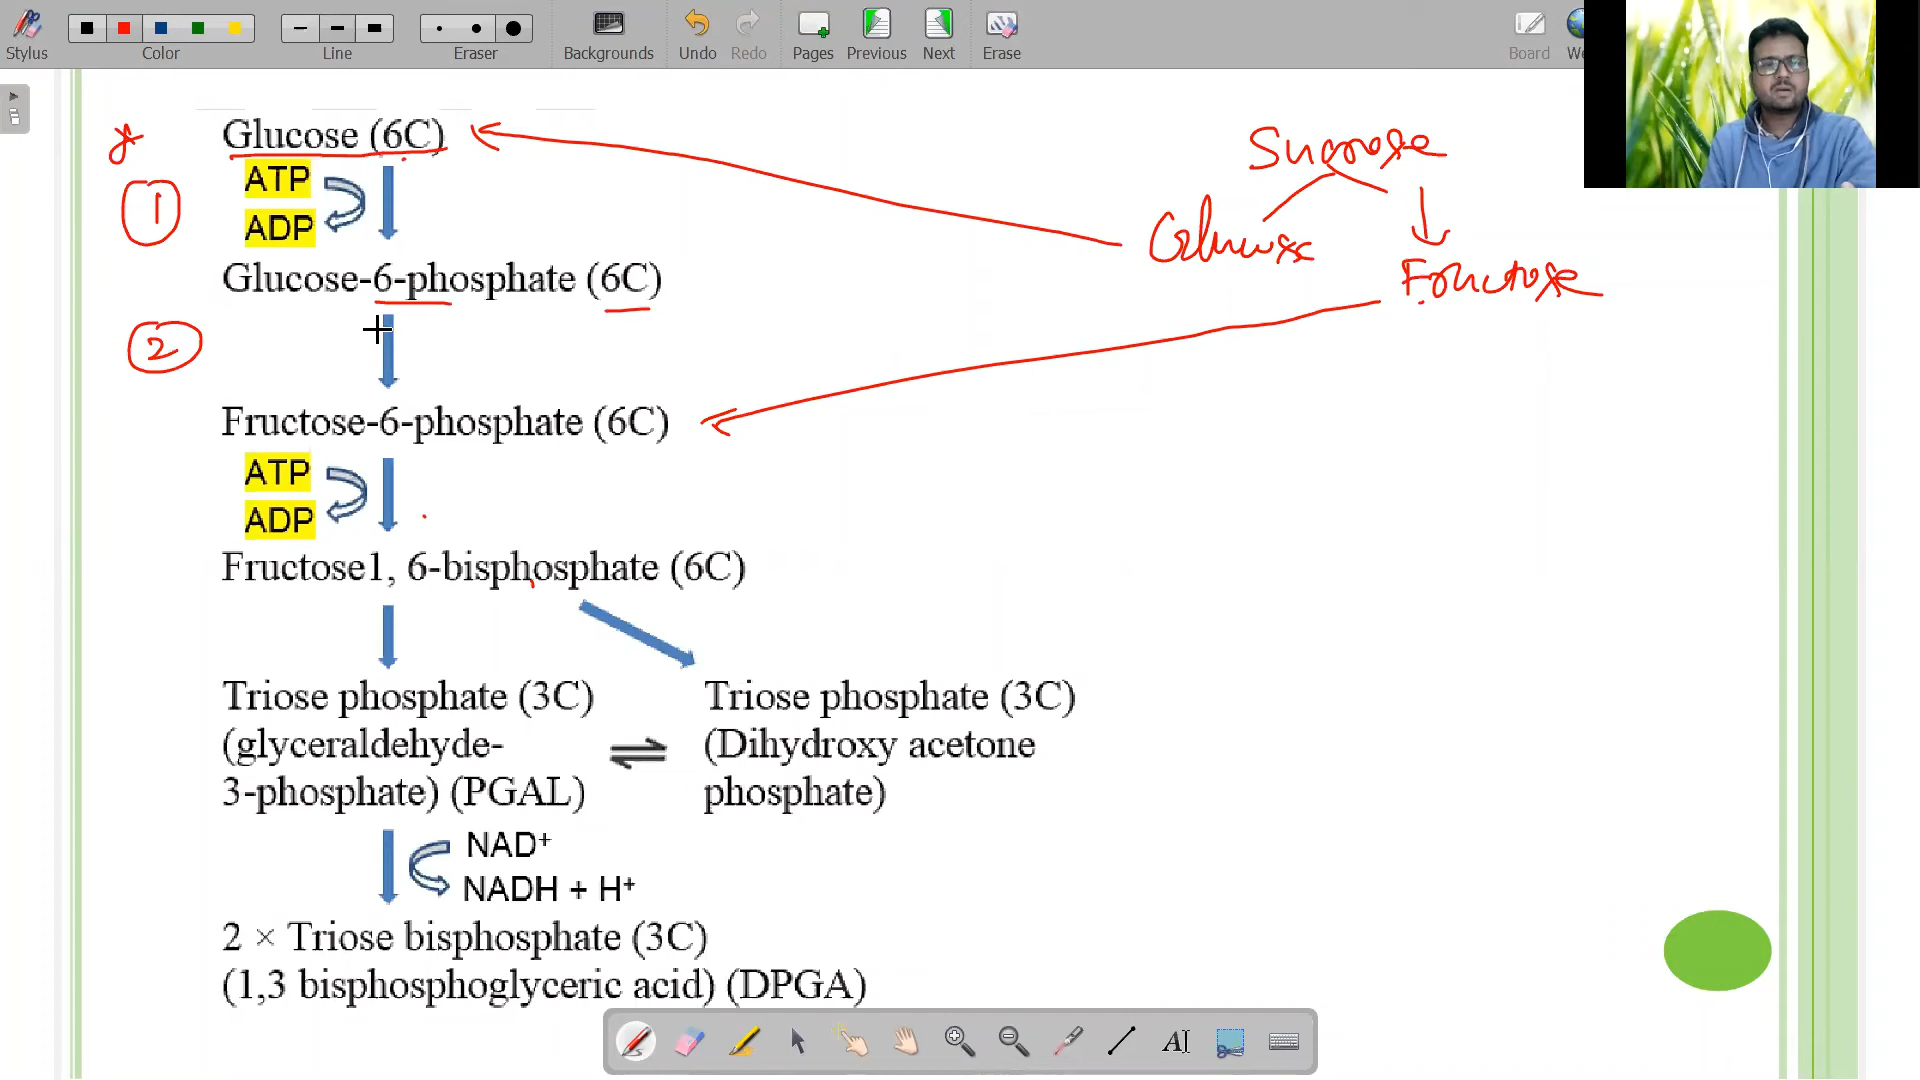 Stylus
Color
Line
Eraser
Backgrounds
Undo
Redo
Pages
Previous
Next
Erase
Board
Glucose (6C)
Sucrose
1
ATP
ADP
Glucose
Glucose-6-phosphate (6C)
Fructose
2
Fructose-6-phosphate (6C)
ATP
ADP
Fructose1, 6-bisphosphate (6C)
Triose phosphate (3C)
(glyceraldehyde-
3-phosphate) (PGAL)
Triose phosphate (3C)
(Dihydroxy acetone
phosphate)
NAD⁺
NADH + H⁺
2 × Triose bisphosphate (3C)
(1,3 bisphosphoglyceric acid) (DPGA)